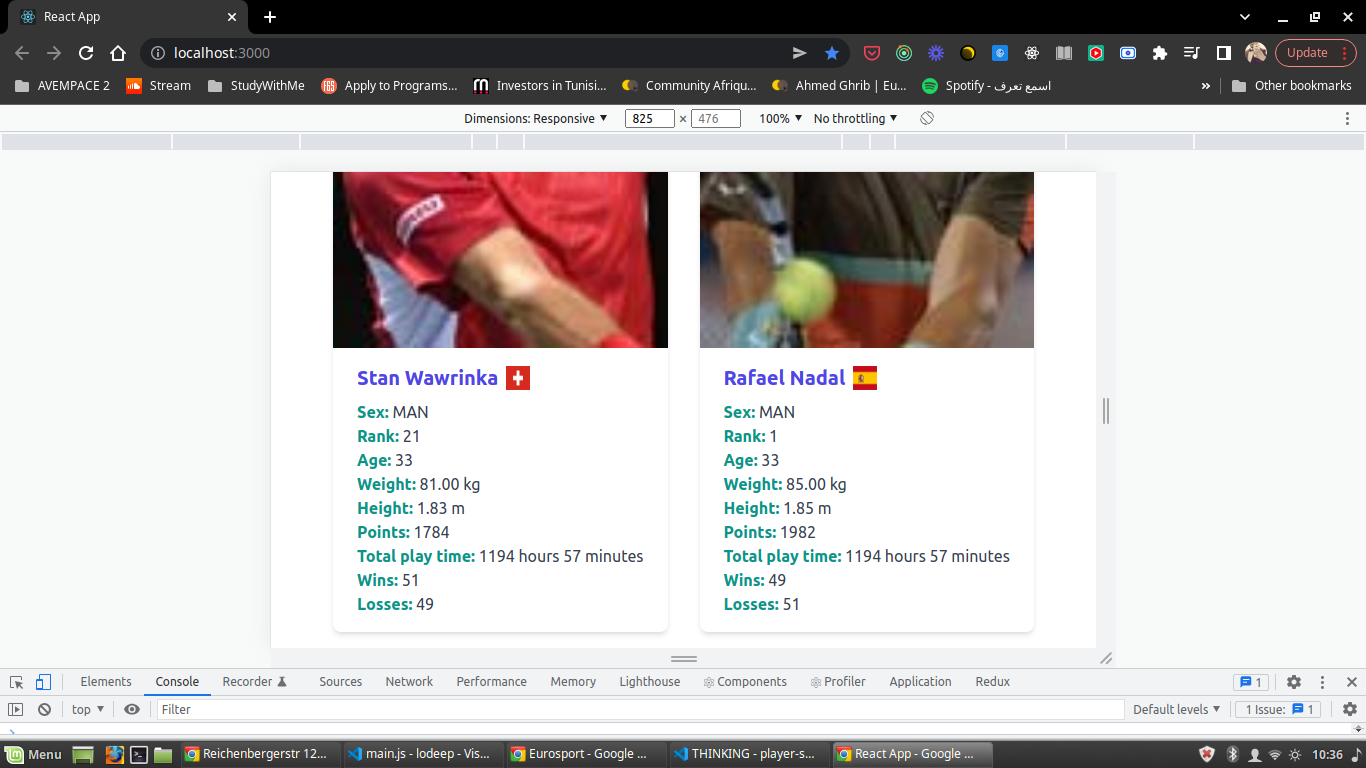 React App
localhost:3000
Update
AVEMPACE 2
Stream
StudyWithMe
Apply to Programs...
Investors in Tunisi...
Community Afriqu...
Ahmed Ghrib | Eu...
Spotify - اسمع تعرف
»
Other bookmarks
Dimensions: Responsive ▼ 825 × 476 100% ▼ No throttling ▼
Stan Wawrinka
Sex: MAN
Rank: 21
Age: 33
Weight: 81.00 kg
Height: 1.83 m
Points: 1784
Total play time: 1194 hours 57 minutes
Wins: 51
Losses: 49
Rafael Nadal
Sex: MAN
Rank: 1
Age: 33
Weight: 85.00 kg
Height: 1.85 m
Points: 1982
Total play time: 1194 hours 57 minutes
Wins: 49
Losses: 51
Elements Console Recorder Sources Network Performance Memory Lighthouse Components Profiler Application Redux 1
top ▼ Filter Default levels ▼ 1 Issue: 1
Menu Reichenbergerstr 12... main.js - lodeep - Vis... Eurosport - Google ... THINKING - player-s... React App - Google ... 10:36